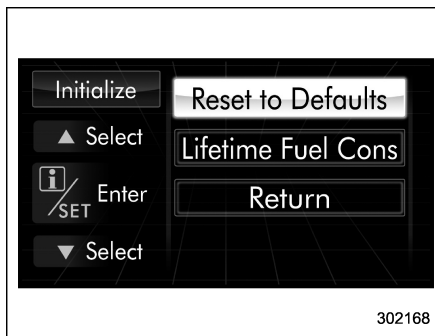 Initialize
Reset to Defaults
▲ Select
Lifetime Fuel Cons
i/SET Enter
Return
▼ Select
302168